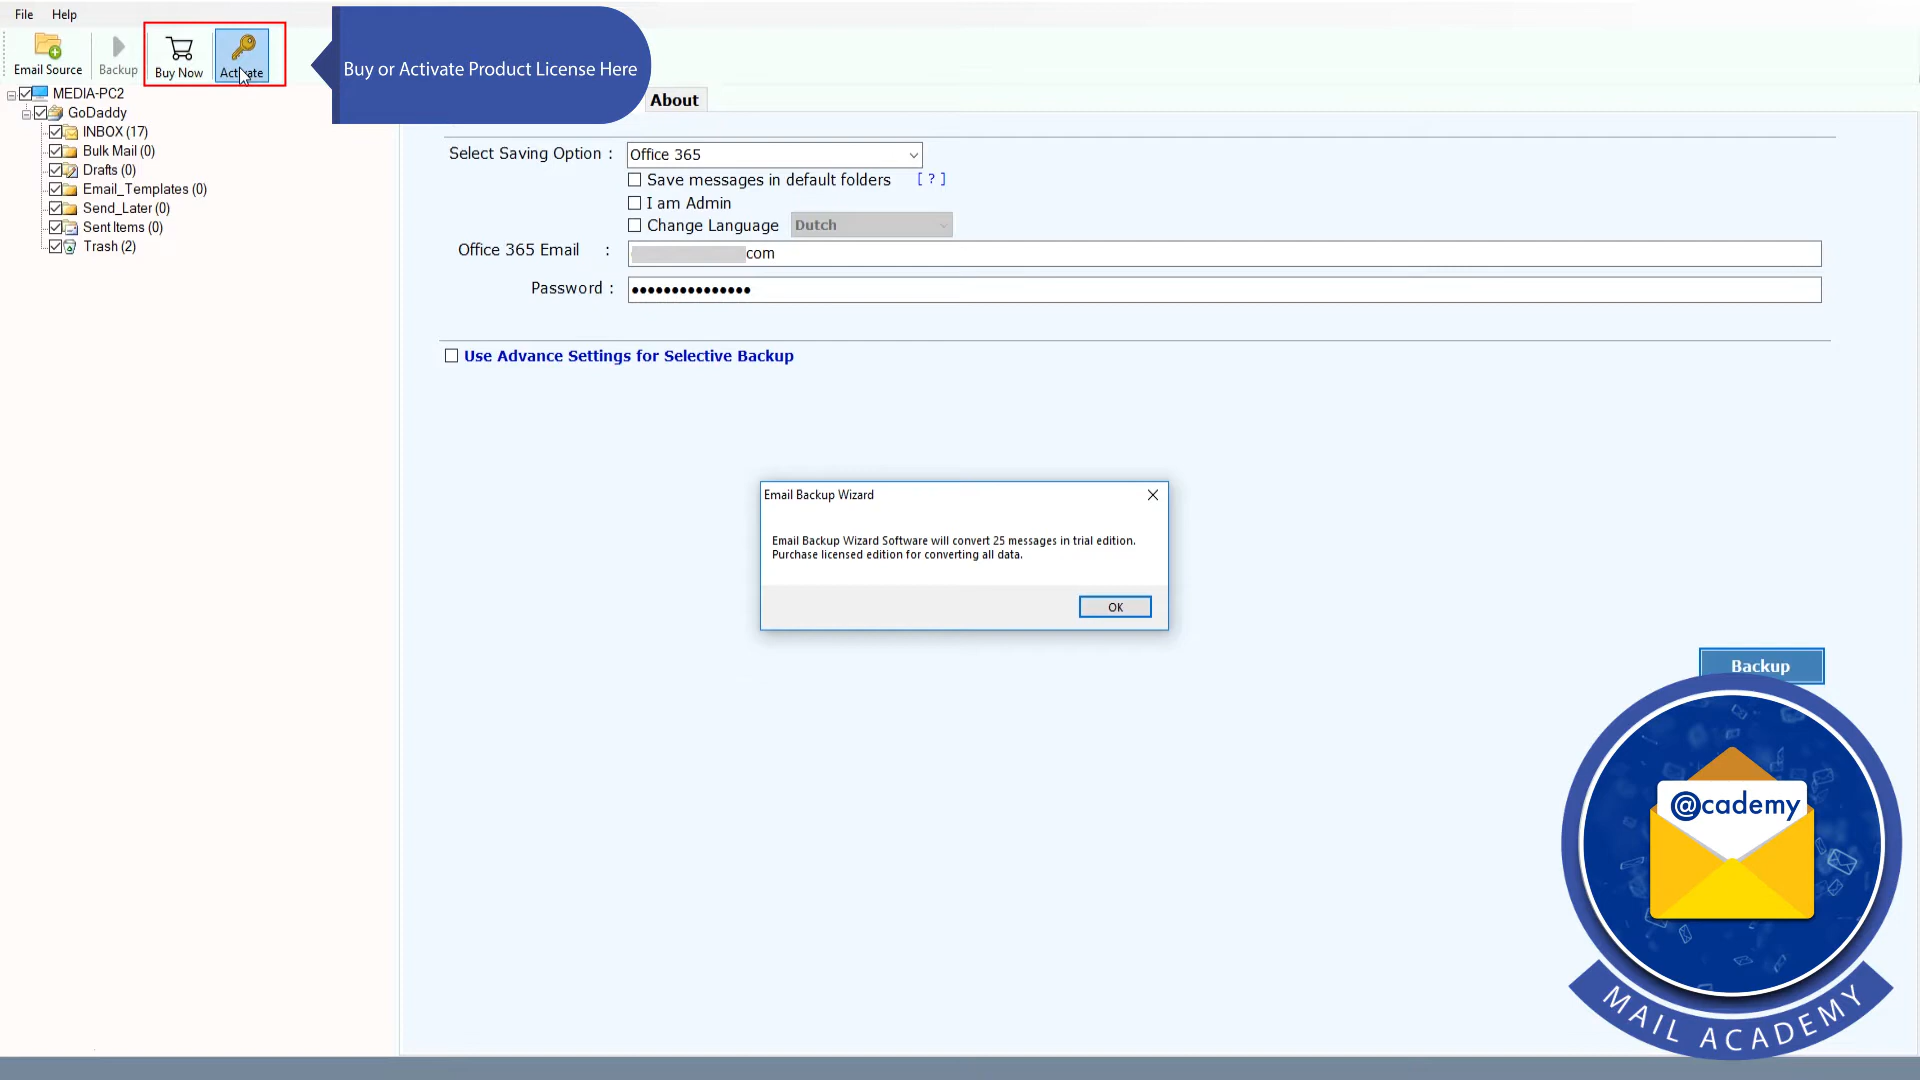 File Help
Email Source Backup Buy Now Activate
Buy or Activate Product License Here
MEDIA-PC2
GoDaddy
INBOX (17)
Bulk Mail (0)
Drafts (0)
Email_Templates (0)
Send_Later (0)
Sent Items (0)
Trash (2)
About
Select Saving Option : Office 365
Save messages in default folders [ ? ]
I am Admin
Change Language Dutch
Office 365 Email : com
Password : •••••••••••••••
Use Advance Settings for Selective Backup
Email Backup Wizard
Email Backup Wizard Software will convert 25 messages in trial edition.
Purchase licensed edition for converting all data.
OK
Backup
@cademy
MAIL ACADEMY